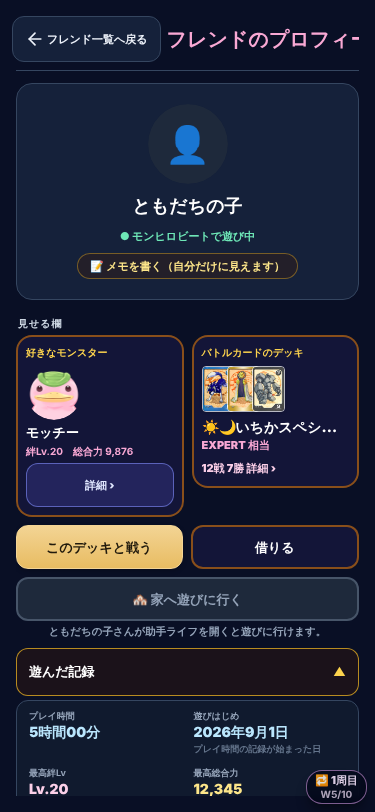 ← フレンド一覧へ戻る
フレンドのプロフィー
ともだちの子
● モンヒロビートで遊び中
📝 メモを書く（自分だけに見えます）
見せる欄
好きなモンスター
モッチー
絆Lv.20 総合力 9,876
詳細 ›
バトルカードのデッキ
☀️🌙いちかスペシ…
EXPERT 相当
12戦 7勝 詳細 ›
このデッキと戦う
借りる
🏘️ 家へ遊びに行く
ともだちの子さんが助手ライフを開くと遊びに行けます。
遊んだ記録 ▲
プレイ時間
5時間00分
遊びはじめ
2026年9月1日
プレイ時間の記録が始まった日
最高絆Lv
Lv.20
最高総合力
12,345
🔁 1周目
W5/10